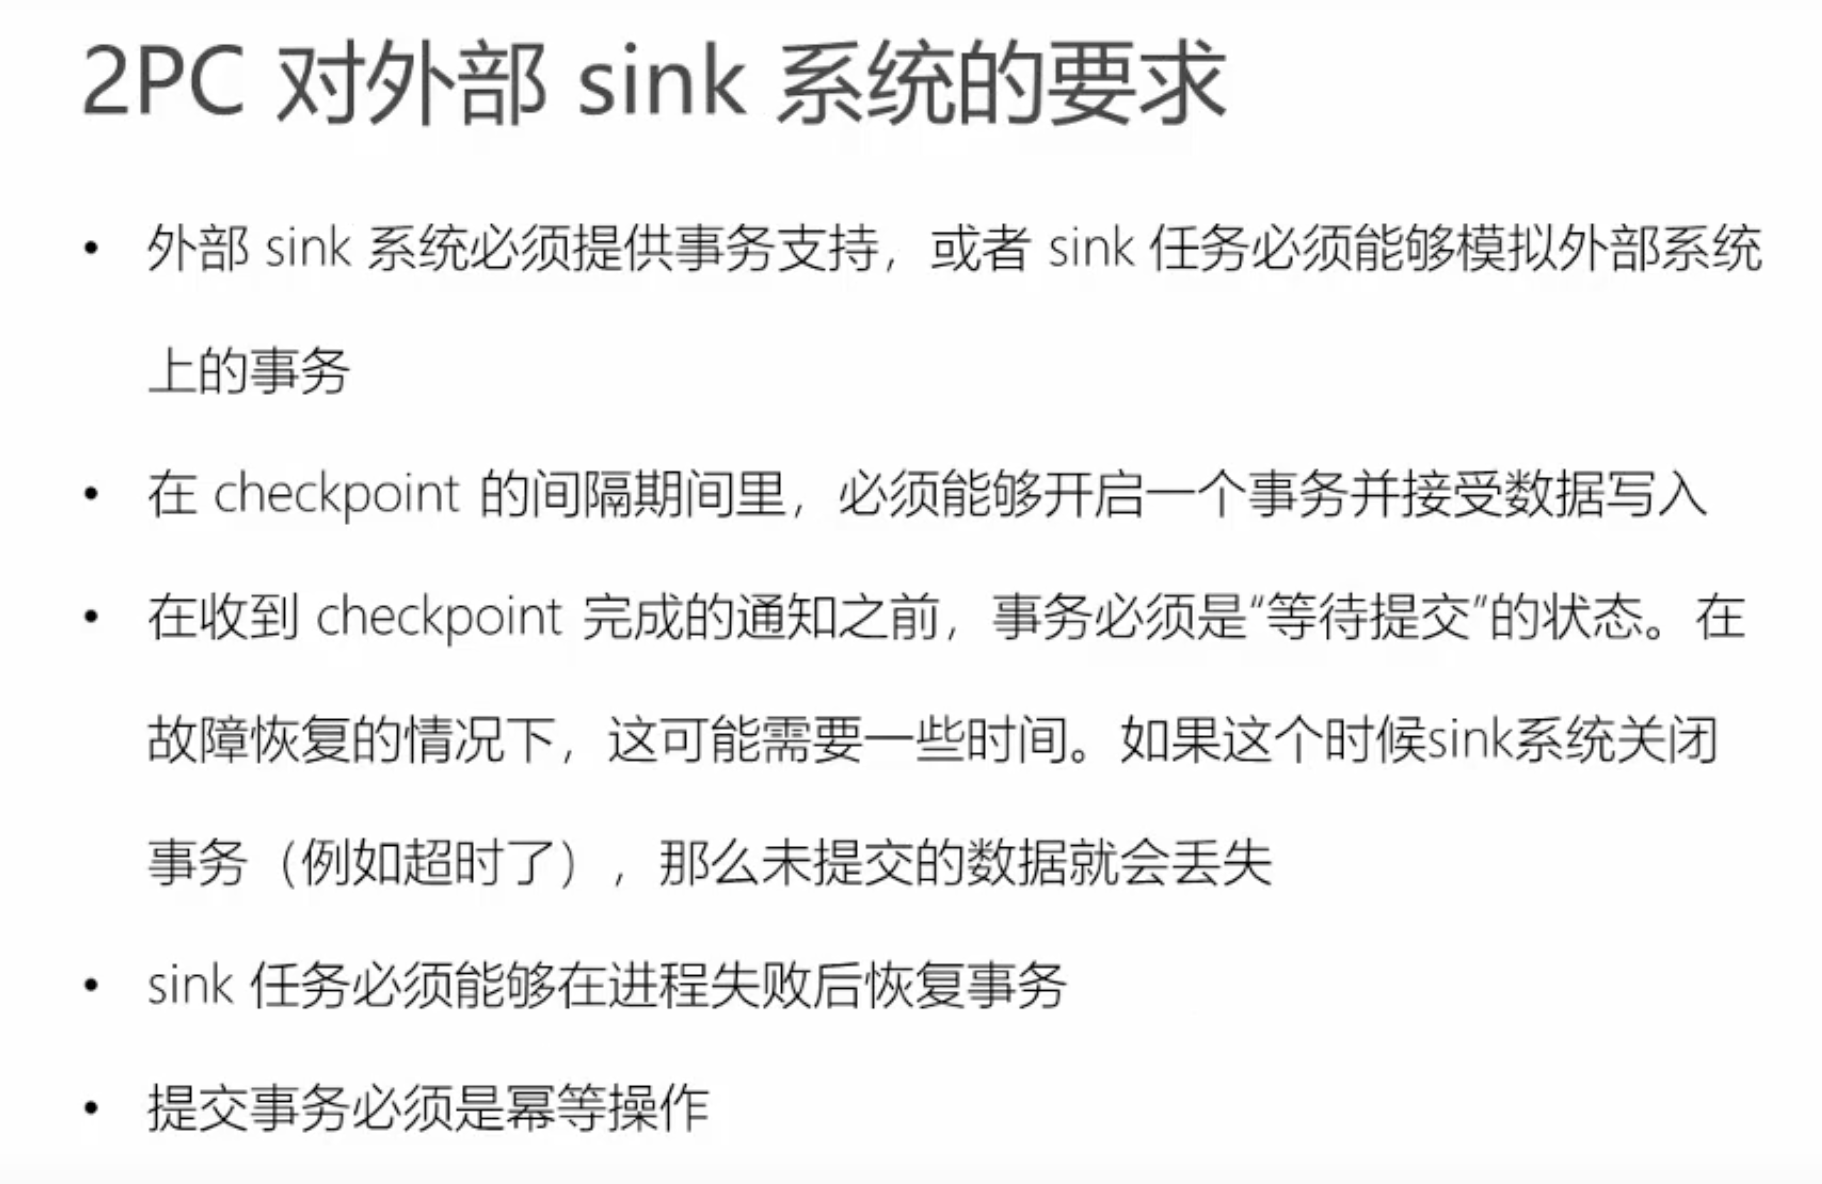 2PC 对外部 sink 系统的要求
• 外部 sink 系统必须提供事务支持，或者 sink 任务必须能够模拟外部系统
上的事务
• 在 checkpoint 的间隔期间里，必须能够开启一个事务并接受数据写入
• 在收到 checkpoint 完成的通知之前，事务必须是“等待提交”的状态。在
故障恢复的情况下，这可能需要一些时间。如果这个时候sink系统关闭
事务（例如超时了），那么未提交的数据就会丢失
• sink 任务必须能够在进程失败后恢复事务
• 提交事务必须是幂等操作